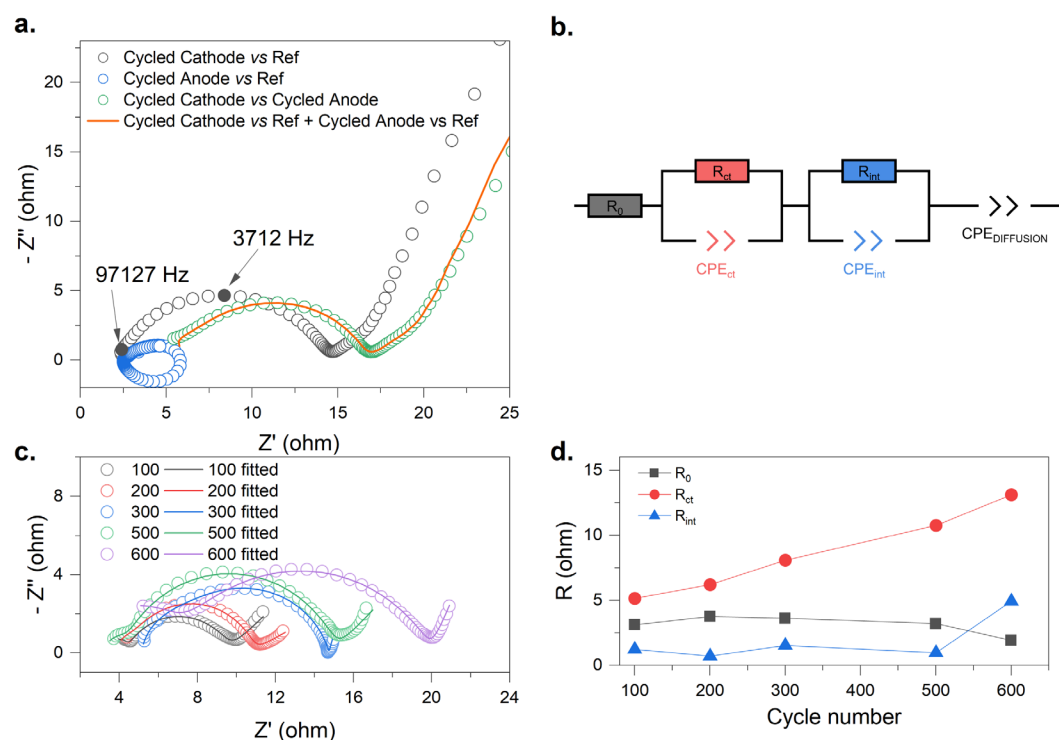 a.
20
15
10
5
0
- Z" (ohm)
Cycled Cathode vs Ref
Cycled Anode vs Ref
Cycled Cathode vs Cycled Anode
Cycled Cathode vs Ref + Cycled Anode vs Ref
3712 Hz
97127 Hz
0 5 10 15 20 25
Z' (ohm)
b.
R0
Rct
CPEct
Rint
CPEint
CPEDIFFUSION
c.
8
4
0
- Z" (ohm)
100 100 fitted
200 200 fitted
300 300 fitted
500 500 fitted
600 600 fitted
4 8 12 16 20 24
Z' (ohm)
d.
15
10
5
0
R (ohm)
R0
Rct
Rint
100 200 300 400 500 600
Cycle number